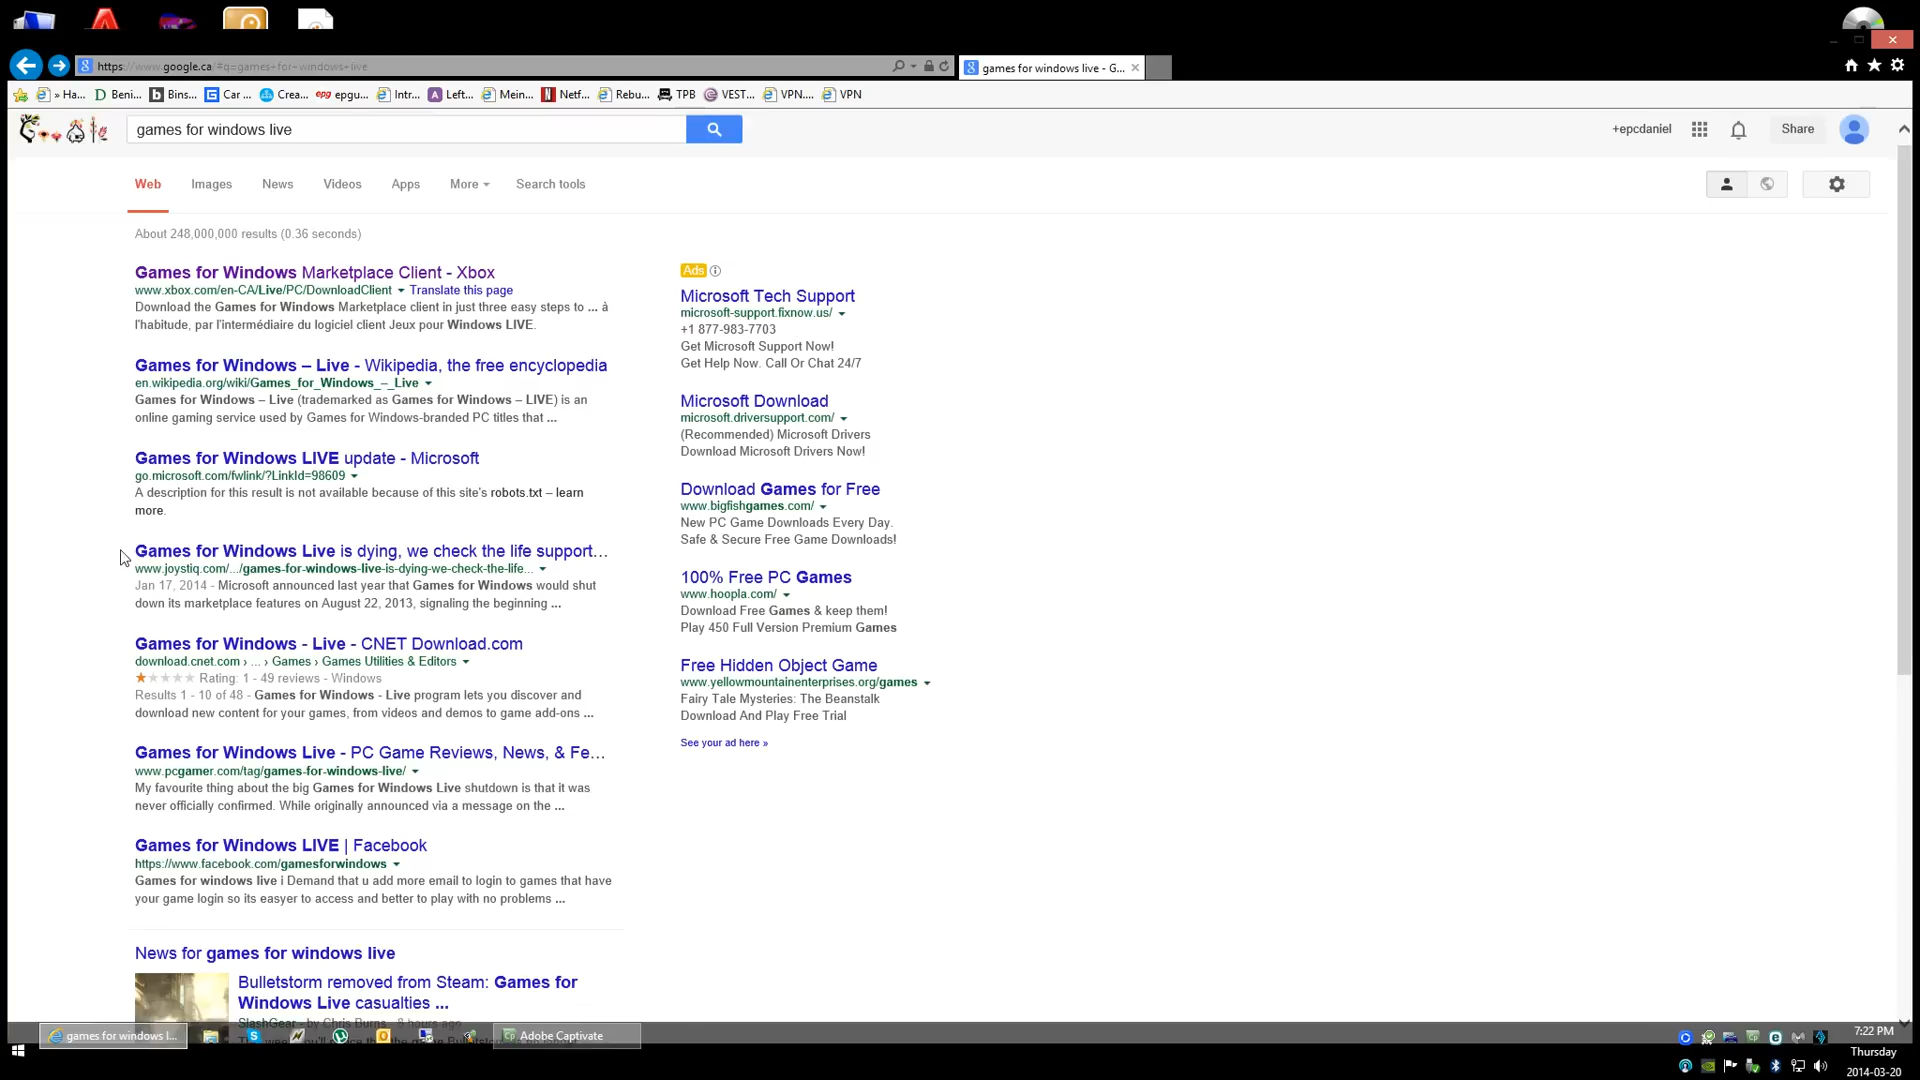 https://www.google.ca/#q=games+for+windows+live
games for windows live - G...
» Ha...
Beni...
Bins...
Car ...
Crea...
epg epgu...
Intr...
Left...
Mein...
Netf...
Rebu...
TPB
VEST...
VPN....
VPN
games for windows live
+epcdaniel
Share
Web
Images
News
Videos
Apps
More
Search tools
About 248,000,000 results (0.36 seconds)
Games for Windows Marketplace Client - Xbox
www.xbox.com/en-CA/Live/PC/DownloadClient Translate this page
Download the Games for Windows Marketplace client in just three easy steps to ... à
l'habitude, par l'intermédiaire du logiciel client Jeux pour Windows LIVE.
Games for Windows – Live - Wikipedia, the free encyclopedia
en.wikipedia.org/wiki/Games_for_Windows_–_Live
Games for Windows – Live (trademarked as Games for Windows – LIVE) is an
online gaming service used by Games for Windows-branded PC titles that ...
Games for Windows LIVE update - Microsoft
go.microsoft.com/fwlink/?LinkId=98609
A description for this result is not available because of this site's robots.txt – learn
more.
Games for Windows Live is dying, we check the life support...
www.joystiq.com/.../games-for-windows-live-is-dying-we-check-the-life...
Jan 17, 2014 - Microsoft announced last year that Games for Windows would shut
down its marketplace features on August 22, 2013, signaling the beginning ...
Games for Windows - Live - CNET Download.com
download.cnet.com › ... › Games › Games Utilities & Editors
Rating: 1 - 49 reviews - Windows
Results 1 - 10 of 48 - Games for Windows - Live program lets you discover and
download new content for your games, from videos and demos to game add-ons ...
Games for Windows Live - PC Game Reviews, News, & Fe...
www.pcgamer.com/tag/games-for-windows-live/
My favourite thing about the big Games for Windows Live shutdown is that it was
never officially confirmed. While originally announced via a message on the ...
Games for Windows LIVE | Facebook
https://www.facebook.com/gamesforwindows
Games for windows live i Demand that u add more email to login to games that have
your game login so its easyer to access and better to play with no problems ...
News for games for windows live
Bulletstorm removed from Steam: Games for
Windows Live casualties ...
SlashGear - by Chris Burns - 8 hours ago
Ads
Microsoft Tech Support
microsoft-support.fixnow.us/
+1 877-983-7703
Get Microsoft Support Now!
Get Help Now. Call Or Chat 24/7
Microsoft Download
microsoft.driversupport.com/
(Recommended) Microsoft Drivers
Download Microsoft Drivers Now!
Download Games for Free
www.bigfishgames.com/
New PC Game Downloads Every Day.
Safe & Secure Free Game Downloads!
100% Free PC Games
www.hoopla.com/
Download Free Games & keep them!
Play 450 Full Version Premium Games
Free Hidden Object Game
www.yellowmountainenterprises.org/games
Fairy Tale Mysteries: The Beanstalk
Download And Play Free Trial
See your ad here »
games for windows l...
Adobe Captivate
7:22 PM
Thursday
2014-03-20